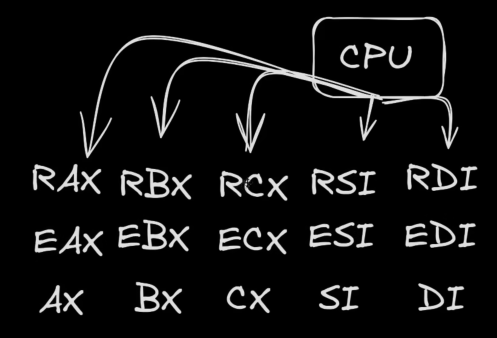 CPU
RAX RBX RCX RSI RDI
EAX EBX ECX ESI EDI
AX BX CX SI DI